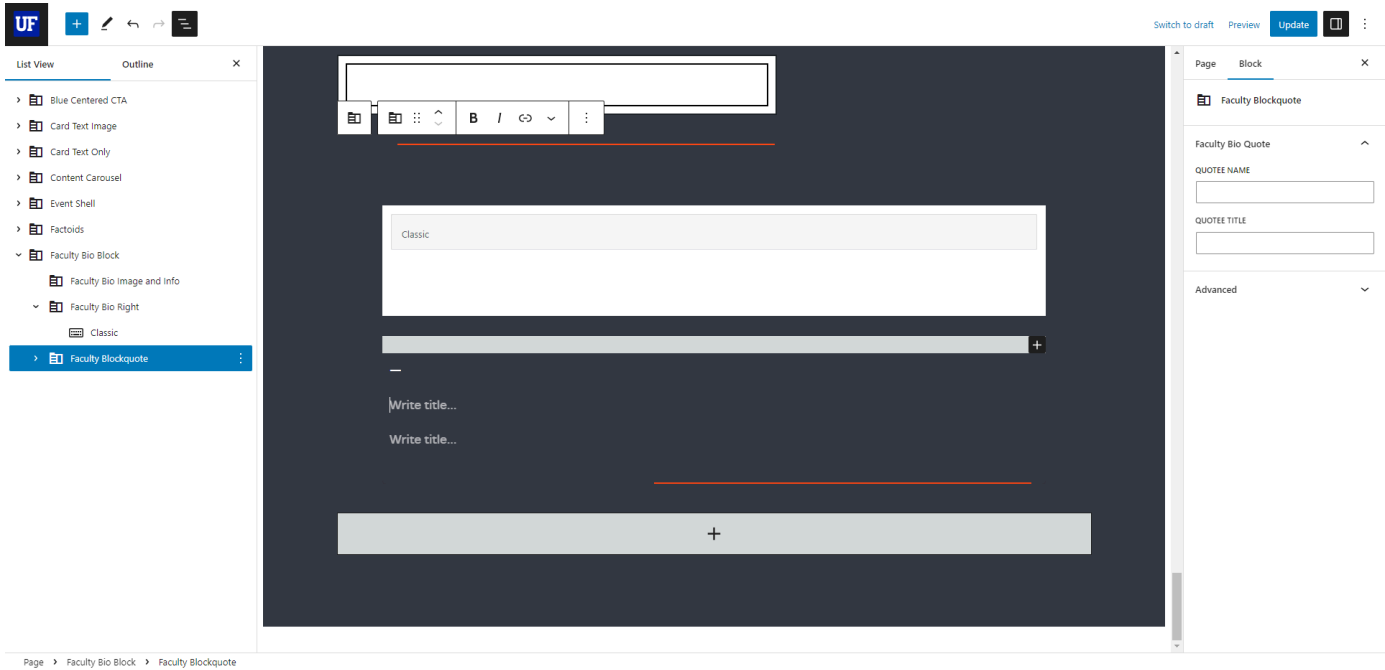 UF
Switch to draft Preview Update
List View Outline
Blue Centered CTA
Card Text Image
Card Text Only
Content Carousel
Event Shell
Factoids
Faculty Bio Block
Faculty Bio Image and Info
Faculty Bio Right
Classic
Faculty Blockquote
B I
Classic
Write title...
Write title...
Page Block
Faculty Blockquote
Faculty Bio Quote
QUOTEE NAME
QUOTEE TITLE
Advanced
Page > Faculty Bio Block > Faculty Blockquote